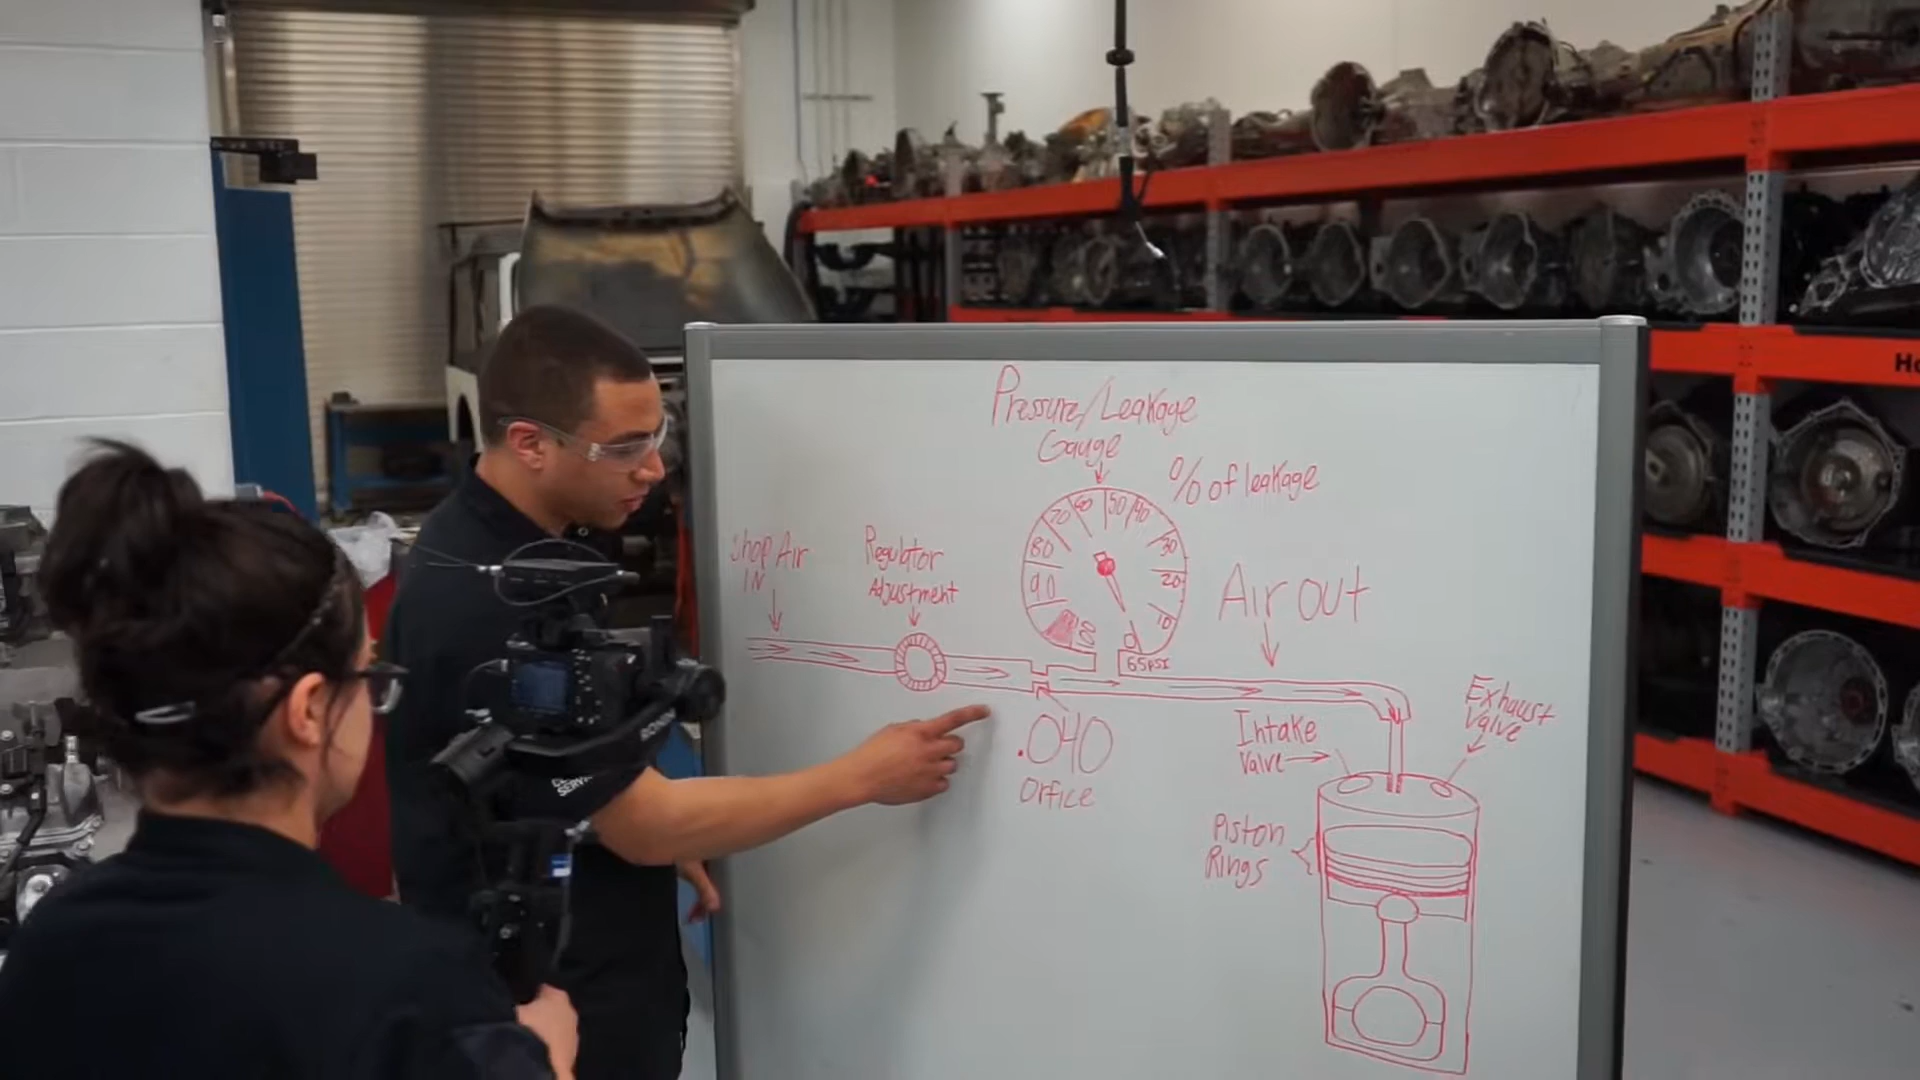 Pressure/Leakage
Gauge
% of leakage
Shop Air
IN
Regulator
Adjustment
100
90
80
70
60
50
40
30
20
10
0
65PSI
Air out
.040
Orfice
Intake
Valve
Exhaust
Valve
Piston
Rings